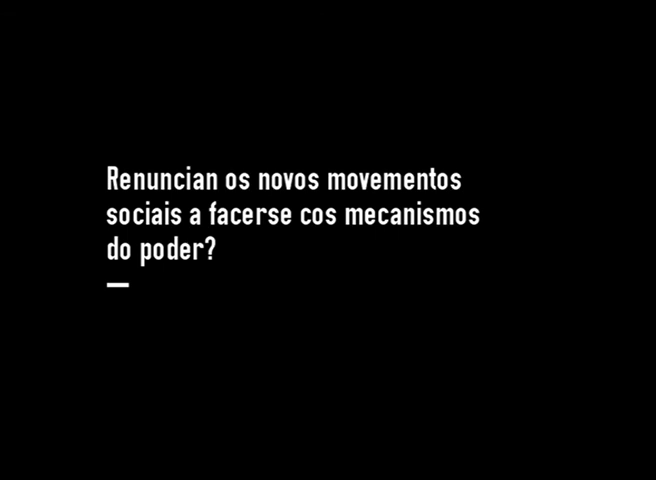 Renuncian os novos movementos
sociais a facerse cos mecanismos
do poder?